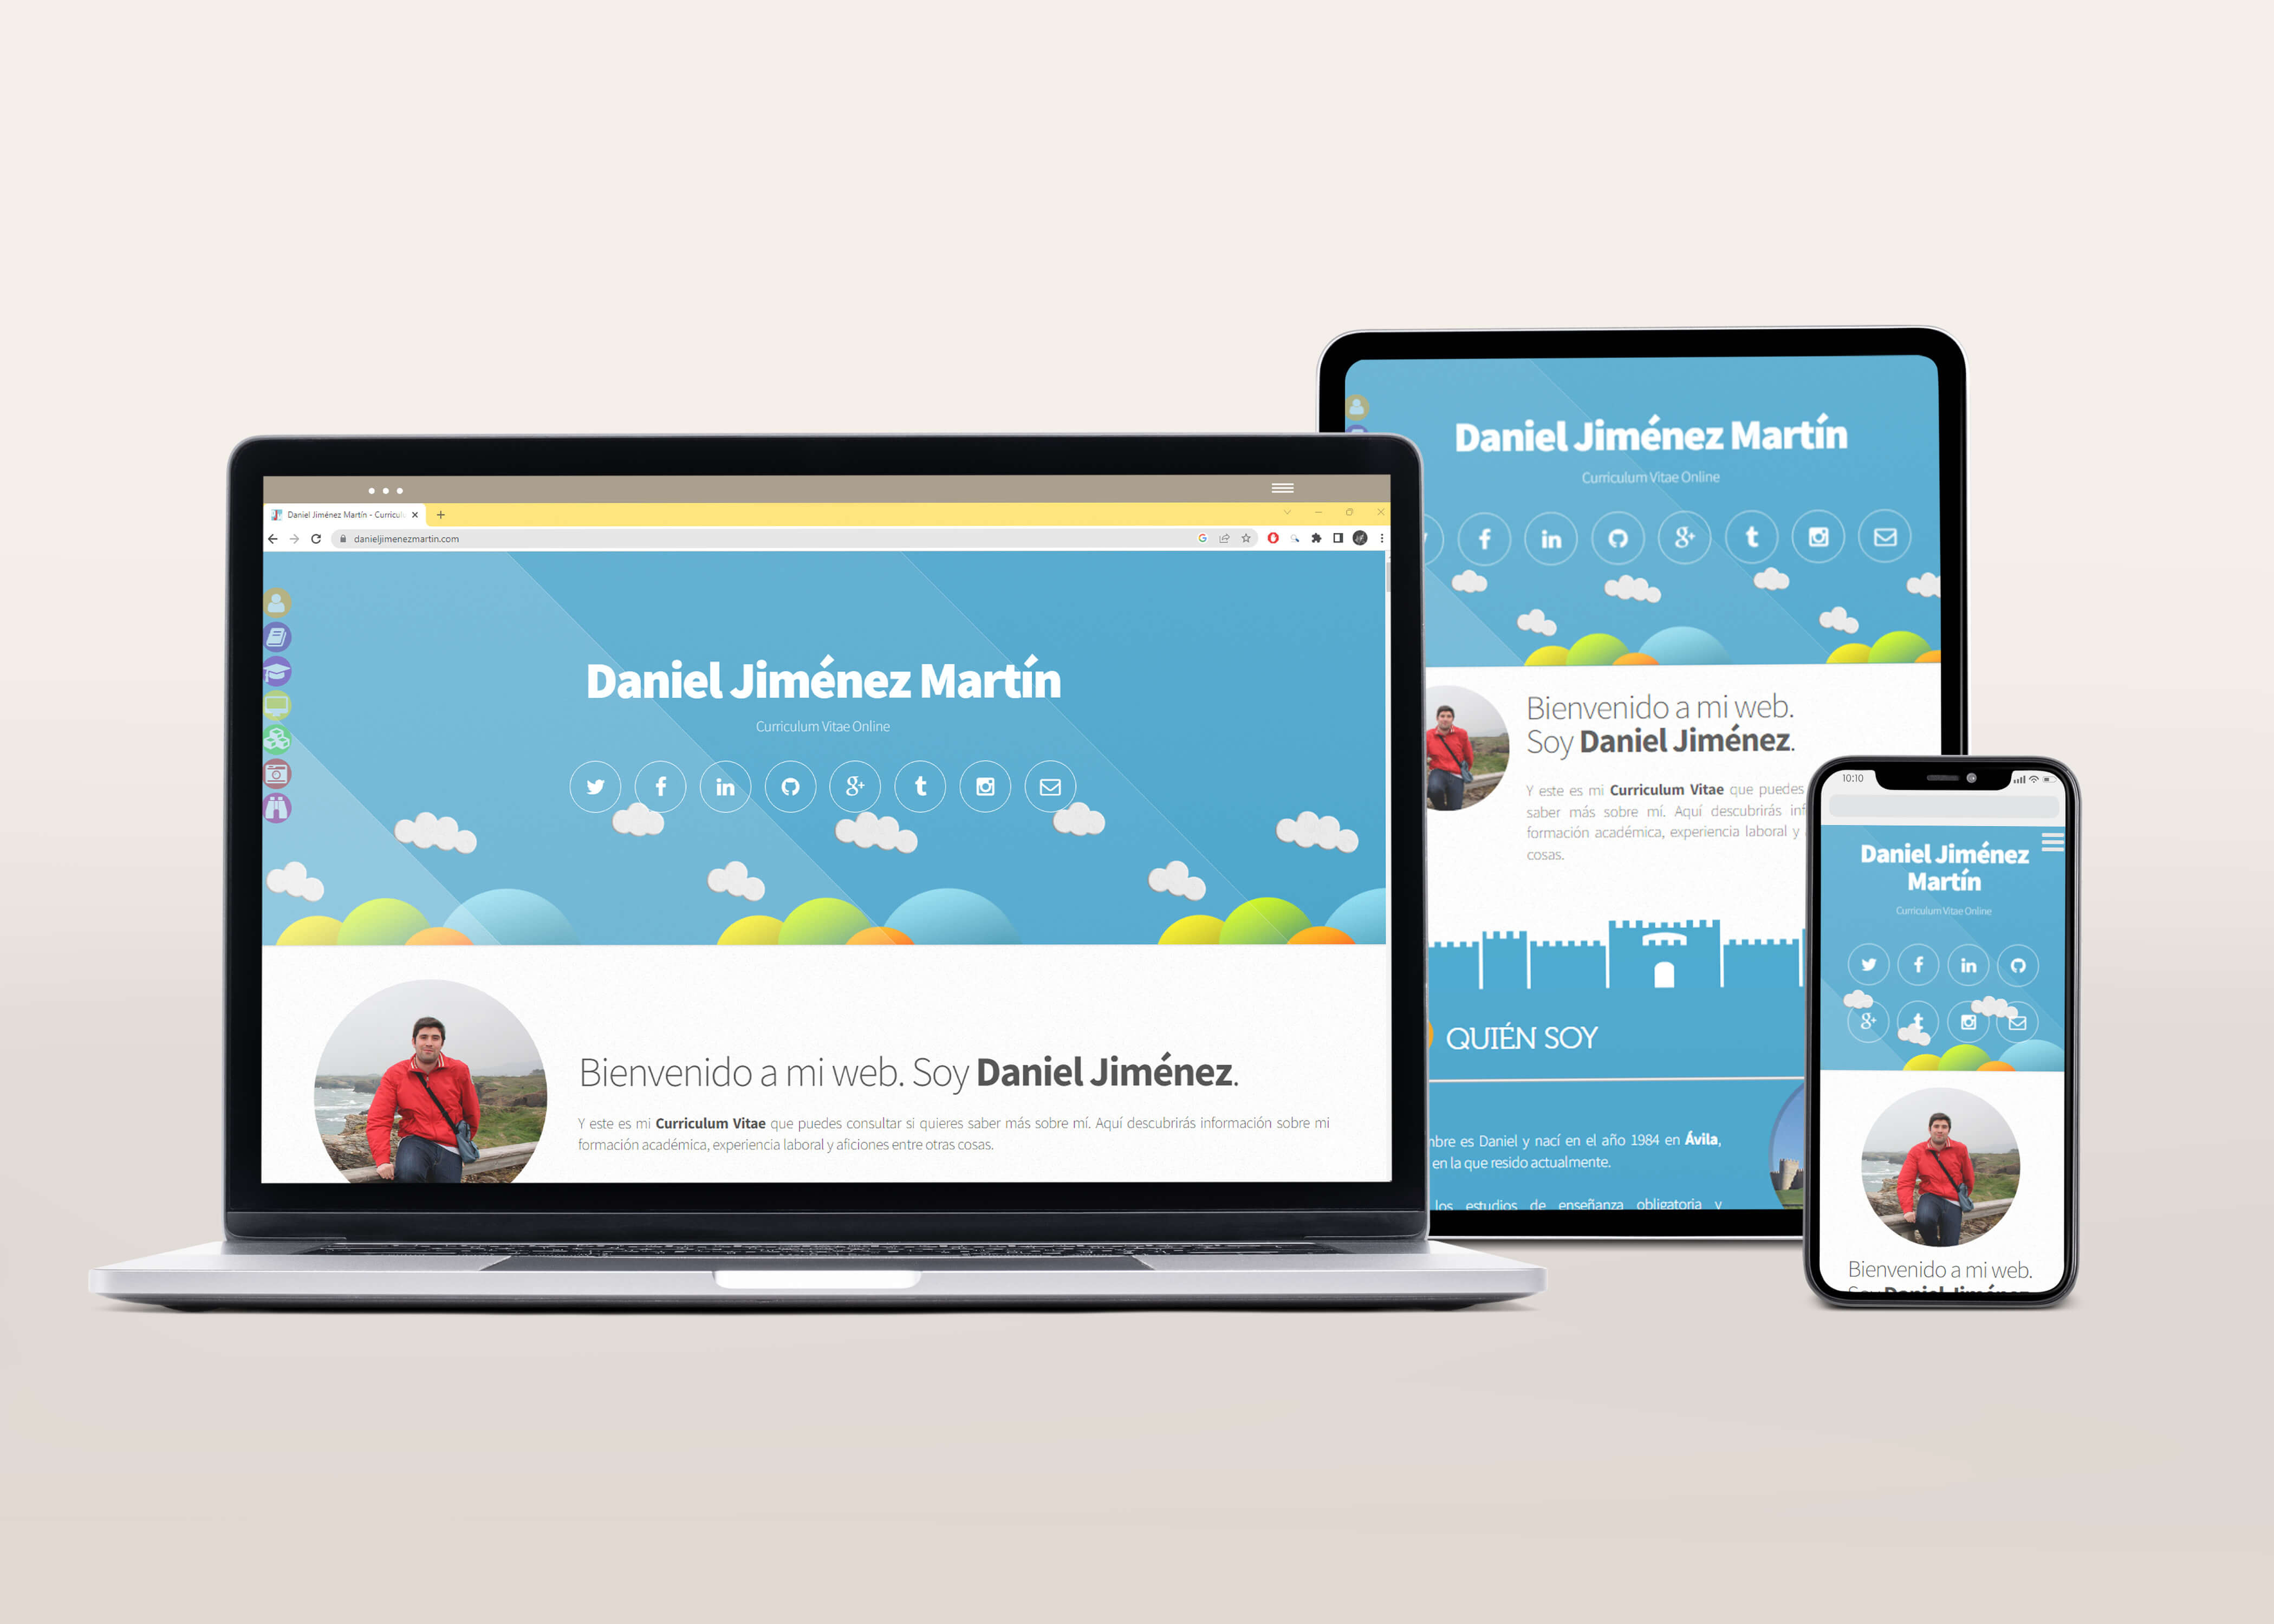 Daniel Jiménez Martín - Curricul
danieljimenezmartin.com
Daniel Jiménez Martín
Curriculum Vitae Online
Bienvenido a mi web. Soy Daniel Jiménez.
Y este es mi Curriculum Vitae que puedes consultar si quieres saber más sobre mí. Aquí descubrirás información sobre mi
formación académica, experiencia laboral y aficiones entre otras cosas.
Daniel Jiménez Martín
Curriculum Vitae Online
Bienvenido a mi web.
Soy Daniel Jiménez.
Y este es mi Curriculum Vitae que puedes
saber más sobre mí. Aquí descubrirás inf
formación académica, experiencia laboral y
cosas.
QUIÉN SOY
mbre es Daniel y nací en el año 1984 en Ávila,
en la que resido actualmente.
los estudios de enseñanza obligatoria y
10:10
Daniel Jiménez
Martín
Curriculum Vitae Online
Bienvenido a mi web.
Soy Daniel Jiménez